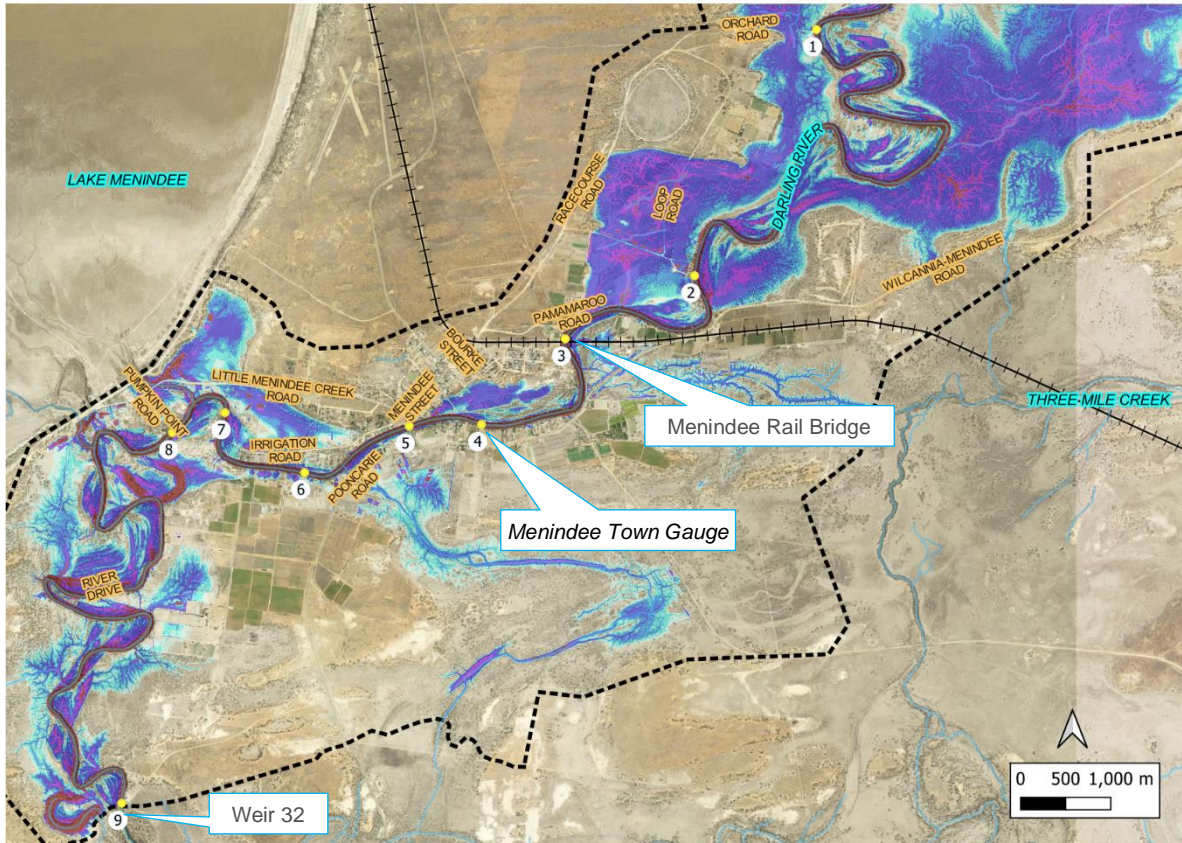 ORCHARD
ROAD
1
LAKE MENINDEE
RACECOURSE
ROAD
LOOP
ROAD
DARLING RIVER
WILCANNIA-MENINDEE
ROAD
2
PAMAMAROO
ROAD
3
BOURKE
STREET
Menindee Rail Bridge
THREE-MILE CREEK
PUMPKIN POINT
ROAD
LITTLE MENINDEE CREEK
ROAD
MENINDEE
STREET
7
8
5
4
IRRIGATION
ROAD
POONCARIE
ROAD
6
Menindee Town Gauge
RIVER
DRIVE
0 500 1,000 m
Weir 32
9